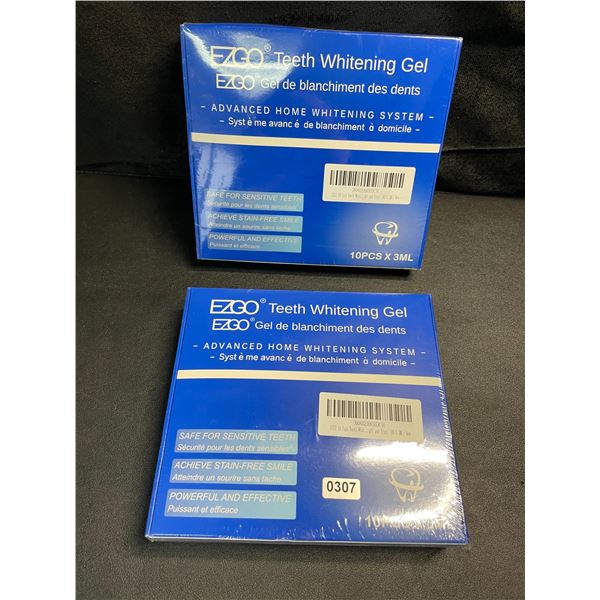 EZGO® Teeth Whitening Gel
EZGO® Gel de blanchiment des dents
- ADVANCED HOME WHITENING SYSTEM -
- Syst è me avanc é de blanchiment à domicile -
SAFE FOR SENSITIVE TEETH
Sécurité pour les dents sensibles
ACHIEVE STAIN-FREE SMILE
Atteindre un sourire sans tache
POWERFUL AND EFFECTIVE
Puissant et efficace
10PCS X 3ML
EZGO® Teeth Whitening Gel
EZGO® Gel de blanchiment des dents
- ADVANCED HOME WHITENING SYSTEM -
- Syst è me avanc é de blanchiment à domicile -
SAFE FOR SENSITIVE TEETH
Sécurité pour les dents sensibles
ACHIEVE STAIN-FREE SMILE
Atteindre un sourire sans tache
POWERFUL AND EFFECTIVE
Puissant et efficace
0307